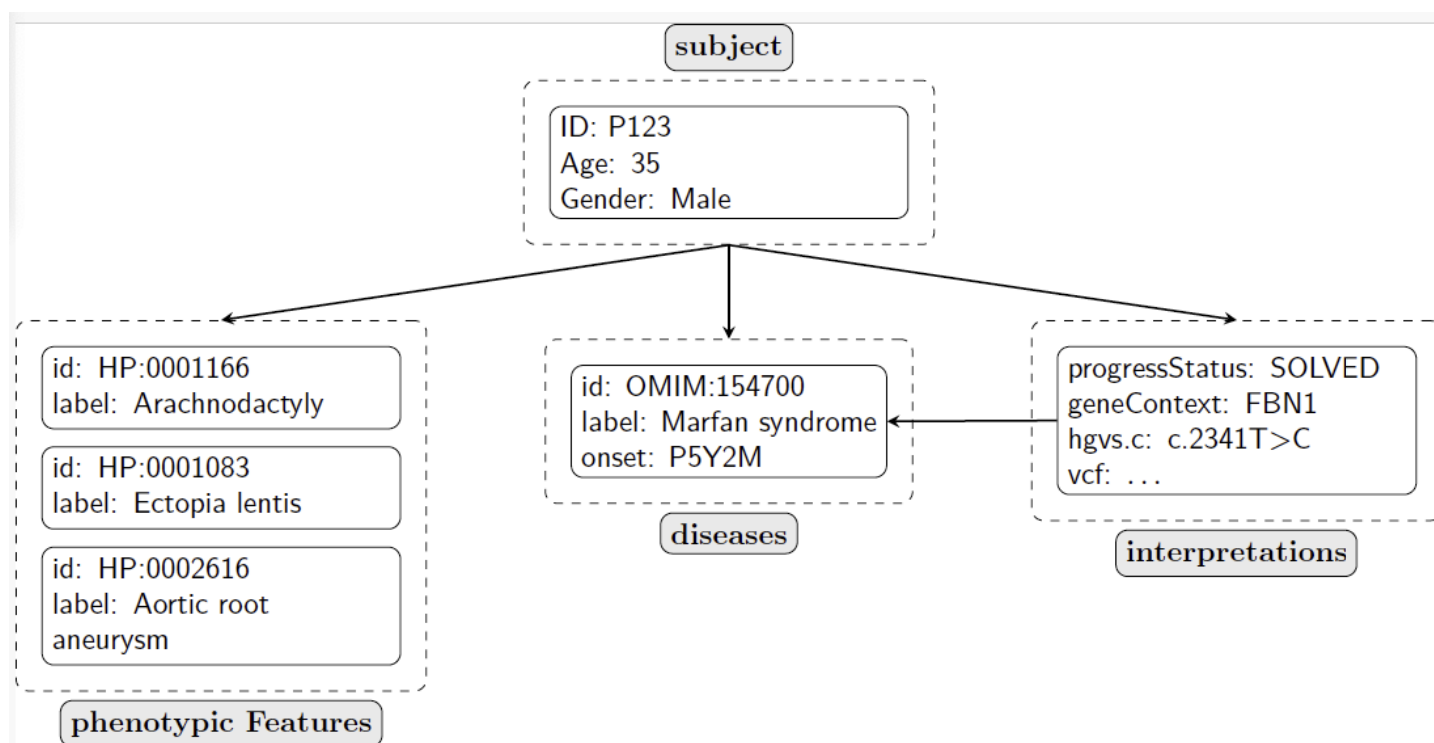 subject
ID: P123
Age: 35
Gender: Male
id: HP:0001166
label: Arachnodactyly
id: HP:0001083
label: Ectopia lentis
id: HP:0002616
label: Aortic root
aneurysm
phenotypic Features
id: OMIM:154700
label: Marfan syndrome
onset: P5Y2M
diseases
progressStatus: SOLVED
geneContext: FBN1
hgvs.c: c.2341T>C
vcf: ...
interpretations